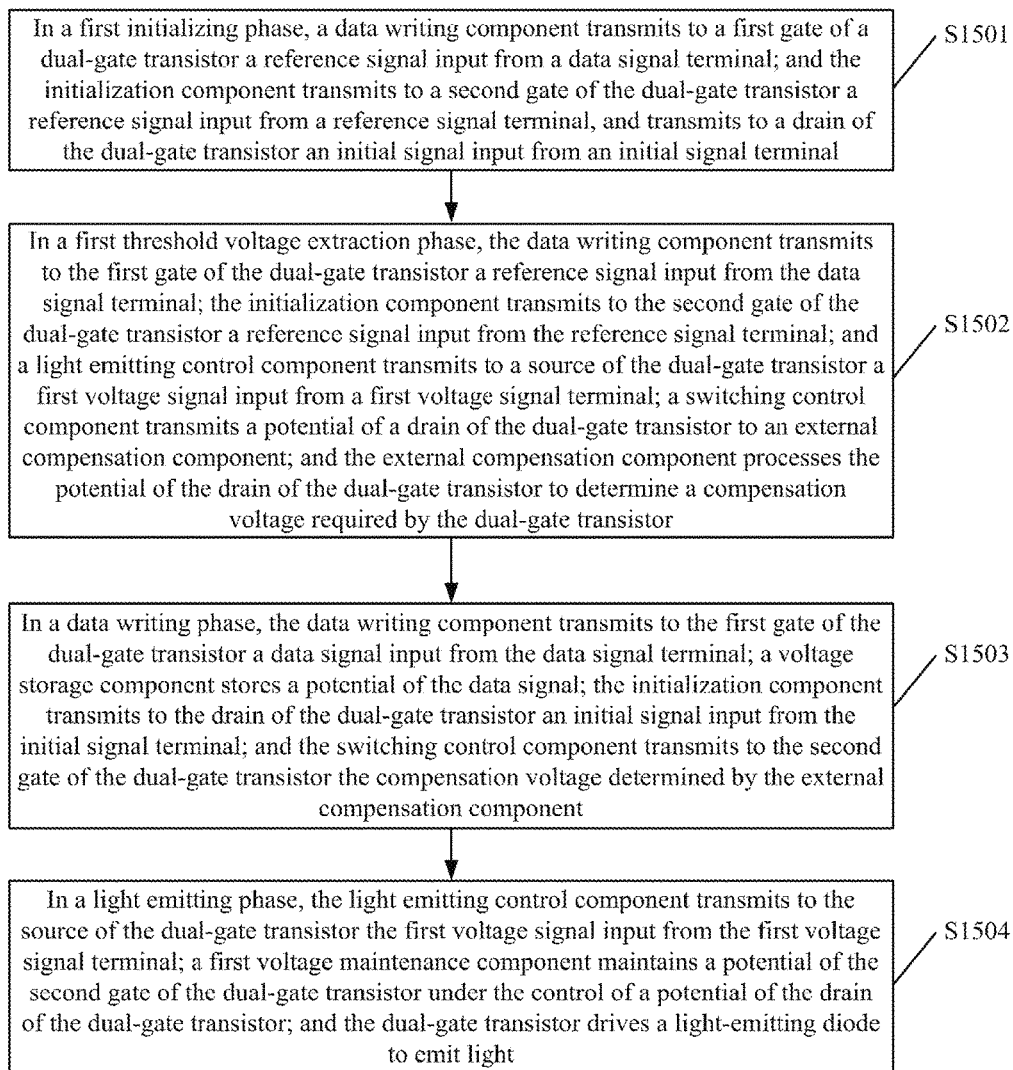 In a first initializing phase, a data writing component transmits to a first gate of a
dual-gate transistor a reference signal input from a data signal terminal; and the
initialization component transmits to a second gate of the dual-gate transistor a
reference signal input from a reference signal terminal, and transmits to a drain of
the dual-gate transistor an initial signal input from an initial signal terminal
S1501
In a first threshold voltage extraction phase, the data writing component transmits
to the first gate of the dual-gate transistor a reference signal input from the data
signal terminal; the initialization component transmits to the second gate of the
dual-gate transistor a reference signal input from the reference signal terminal; and
a light emitting control component transmits to a source of the dual-gate transistor a
first voltage signal input from a first voltage signal terminal; a switching control
component transmits a potential of a drain of the dual-gate transistor to an external
compensation component; and the external compensation component processes the
potential of the drain of the dual-gate transistor to determine a compensation
voltage required by the dual-gate transistor
S1502
In a data writing phase, the data writing component transmits to the first gate of the
dual-gate transistor a data signal input from the data signal terminal; a voltage
storage component stores a potential of the data signal; the initialization component
transmits to the drain of the dual-gate transistor an initial signal input from the
initial signal terminal; and the switching control component transmits to the second
gate of the dual-gate transistor the compensation voltage determined by the external
compensation component
S1503
In a light emitting phase, the light emitting control component transmits to the
source of the dual-gate transistor the first voltage signal input from the first voltage
signal terminal; a first voltage maintenance component maintains a potential of the
second gate of the dual-gate transistor under the control of a potential of the drain
of the dual-gate transistor; and the dual-gate transistor drives a light-emitting diode
to emit light
S1504